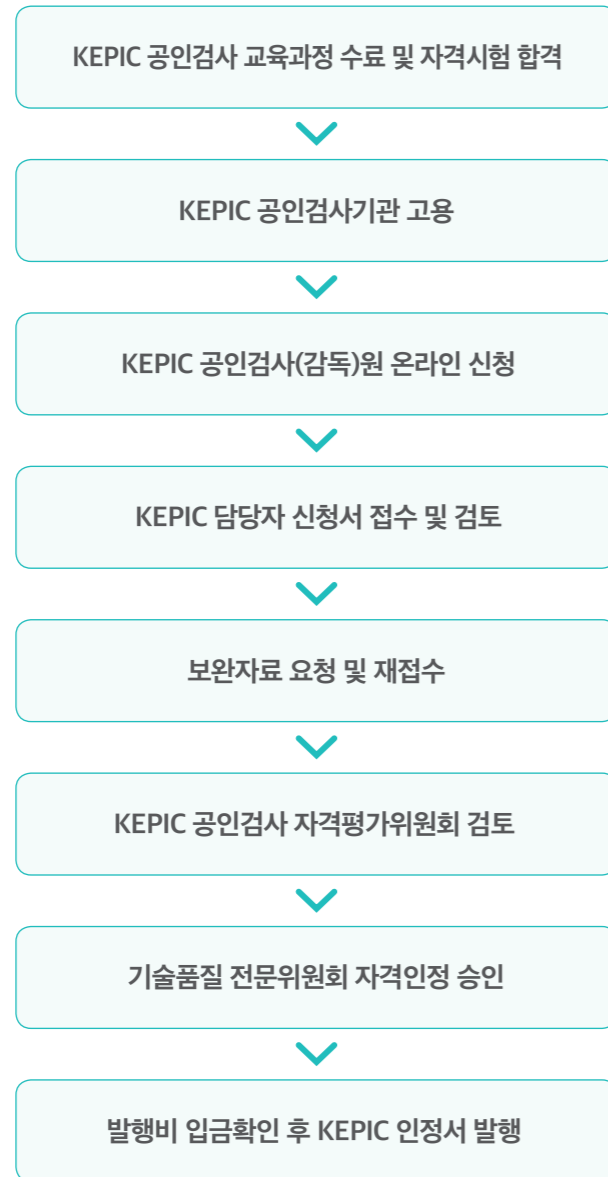 KEPIC 공인검사 교육과정 수료 및 자격시험 합격
KEPIC 공인검사기관 고용
KEPIC 공인검사(감독)원 온라인 신청
KEPIC 담당자 신청서 접수 및 검토
보완자료 요청 및 재접수
KEPIC 공인검사 자격평가위원회 검토
기술품질 전문위원회 자격인정 승인
발행비 입금확인 후 KEPIC 인정서 발행